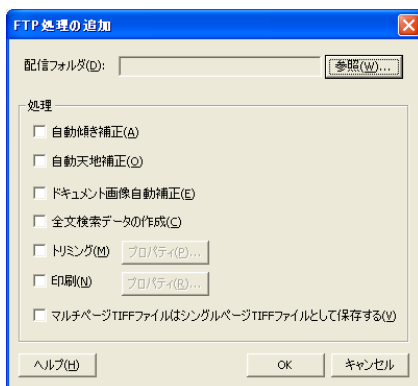 FTP処理の追加
配信フォルダ(D): 参照(W)...
処理
自動傾き補正(A)
自動天地補正(O)
ドキュメント画像自動補正(E)
全文検索データの作成(C)
トリミング(M) プロパティ(P)...
印刷(N) プロパティ(R)...
マルチページTIFFファイルはシングルページTIFFファイルとして保存する(V)
ヘルプ(H) OK キャンセル